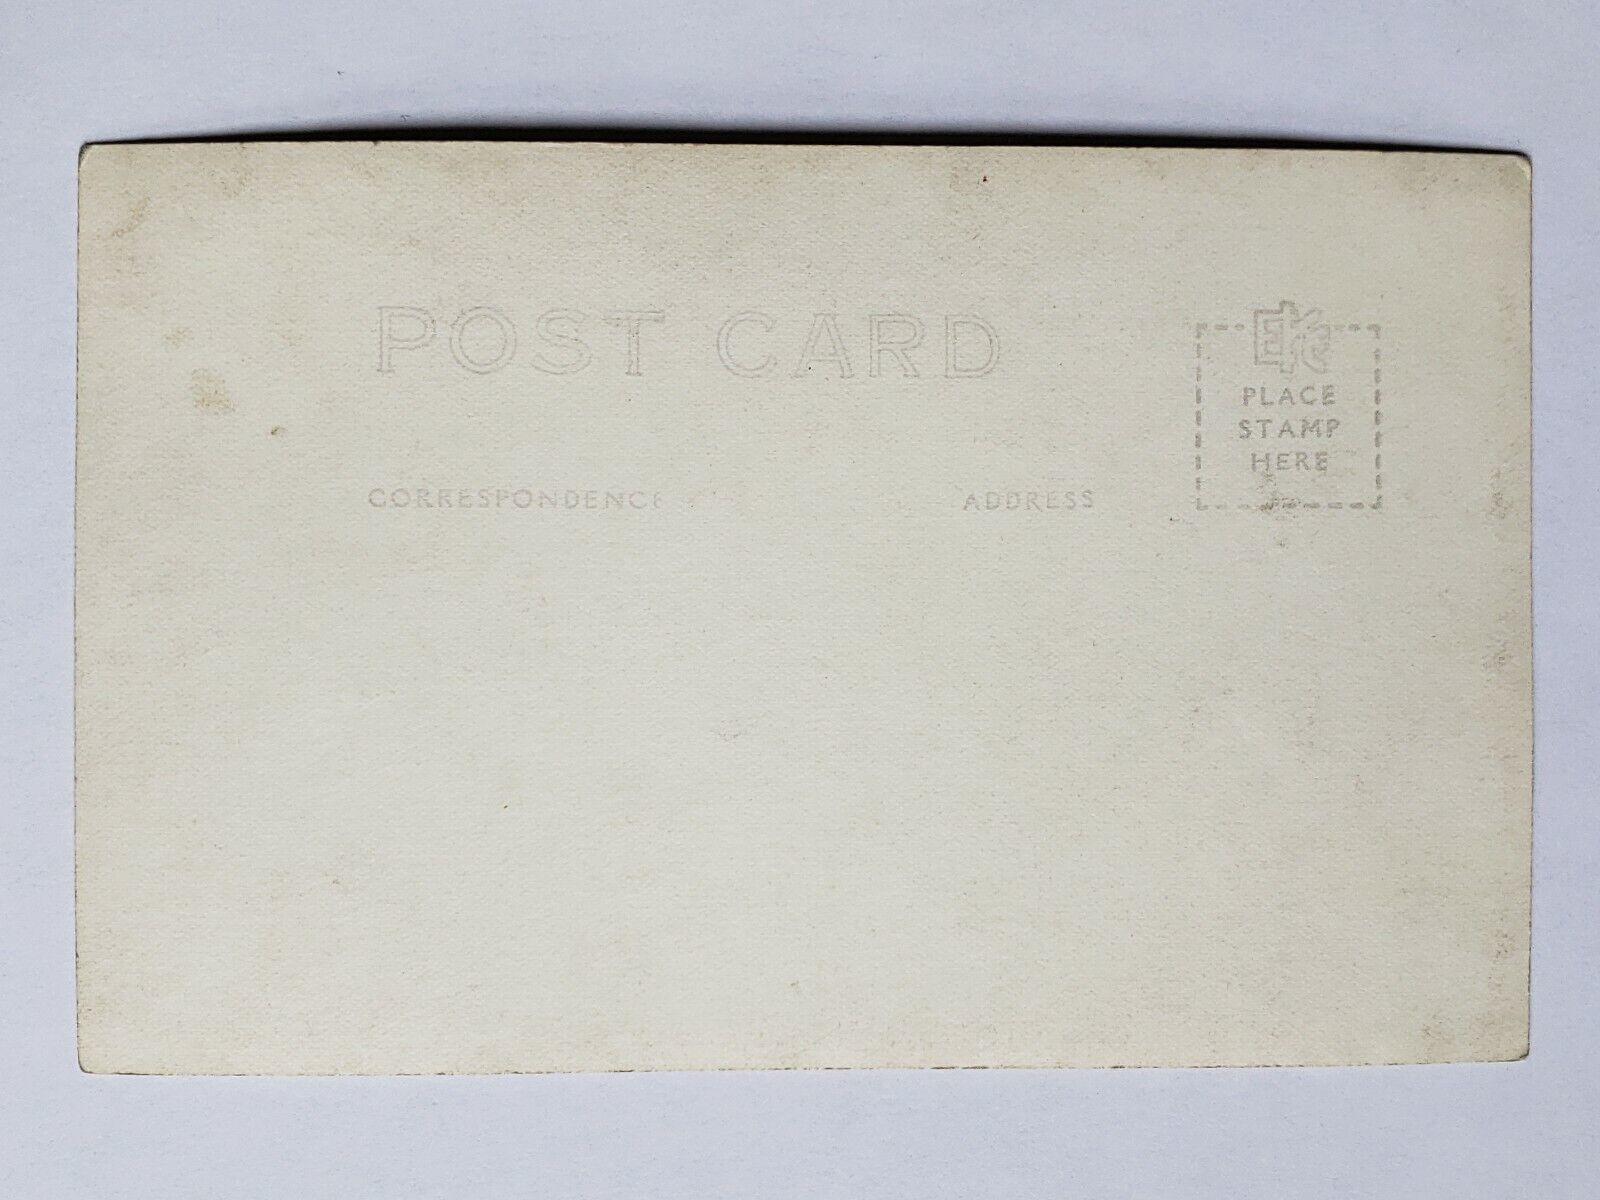 POST CARD
EKC
PLACE
STAMP
HERE
CORRESPONDENCE
ADDRESS